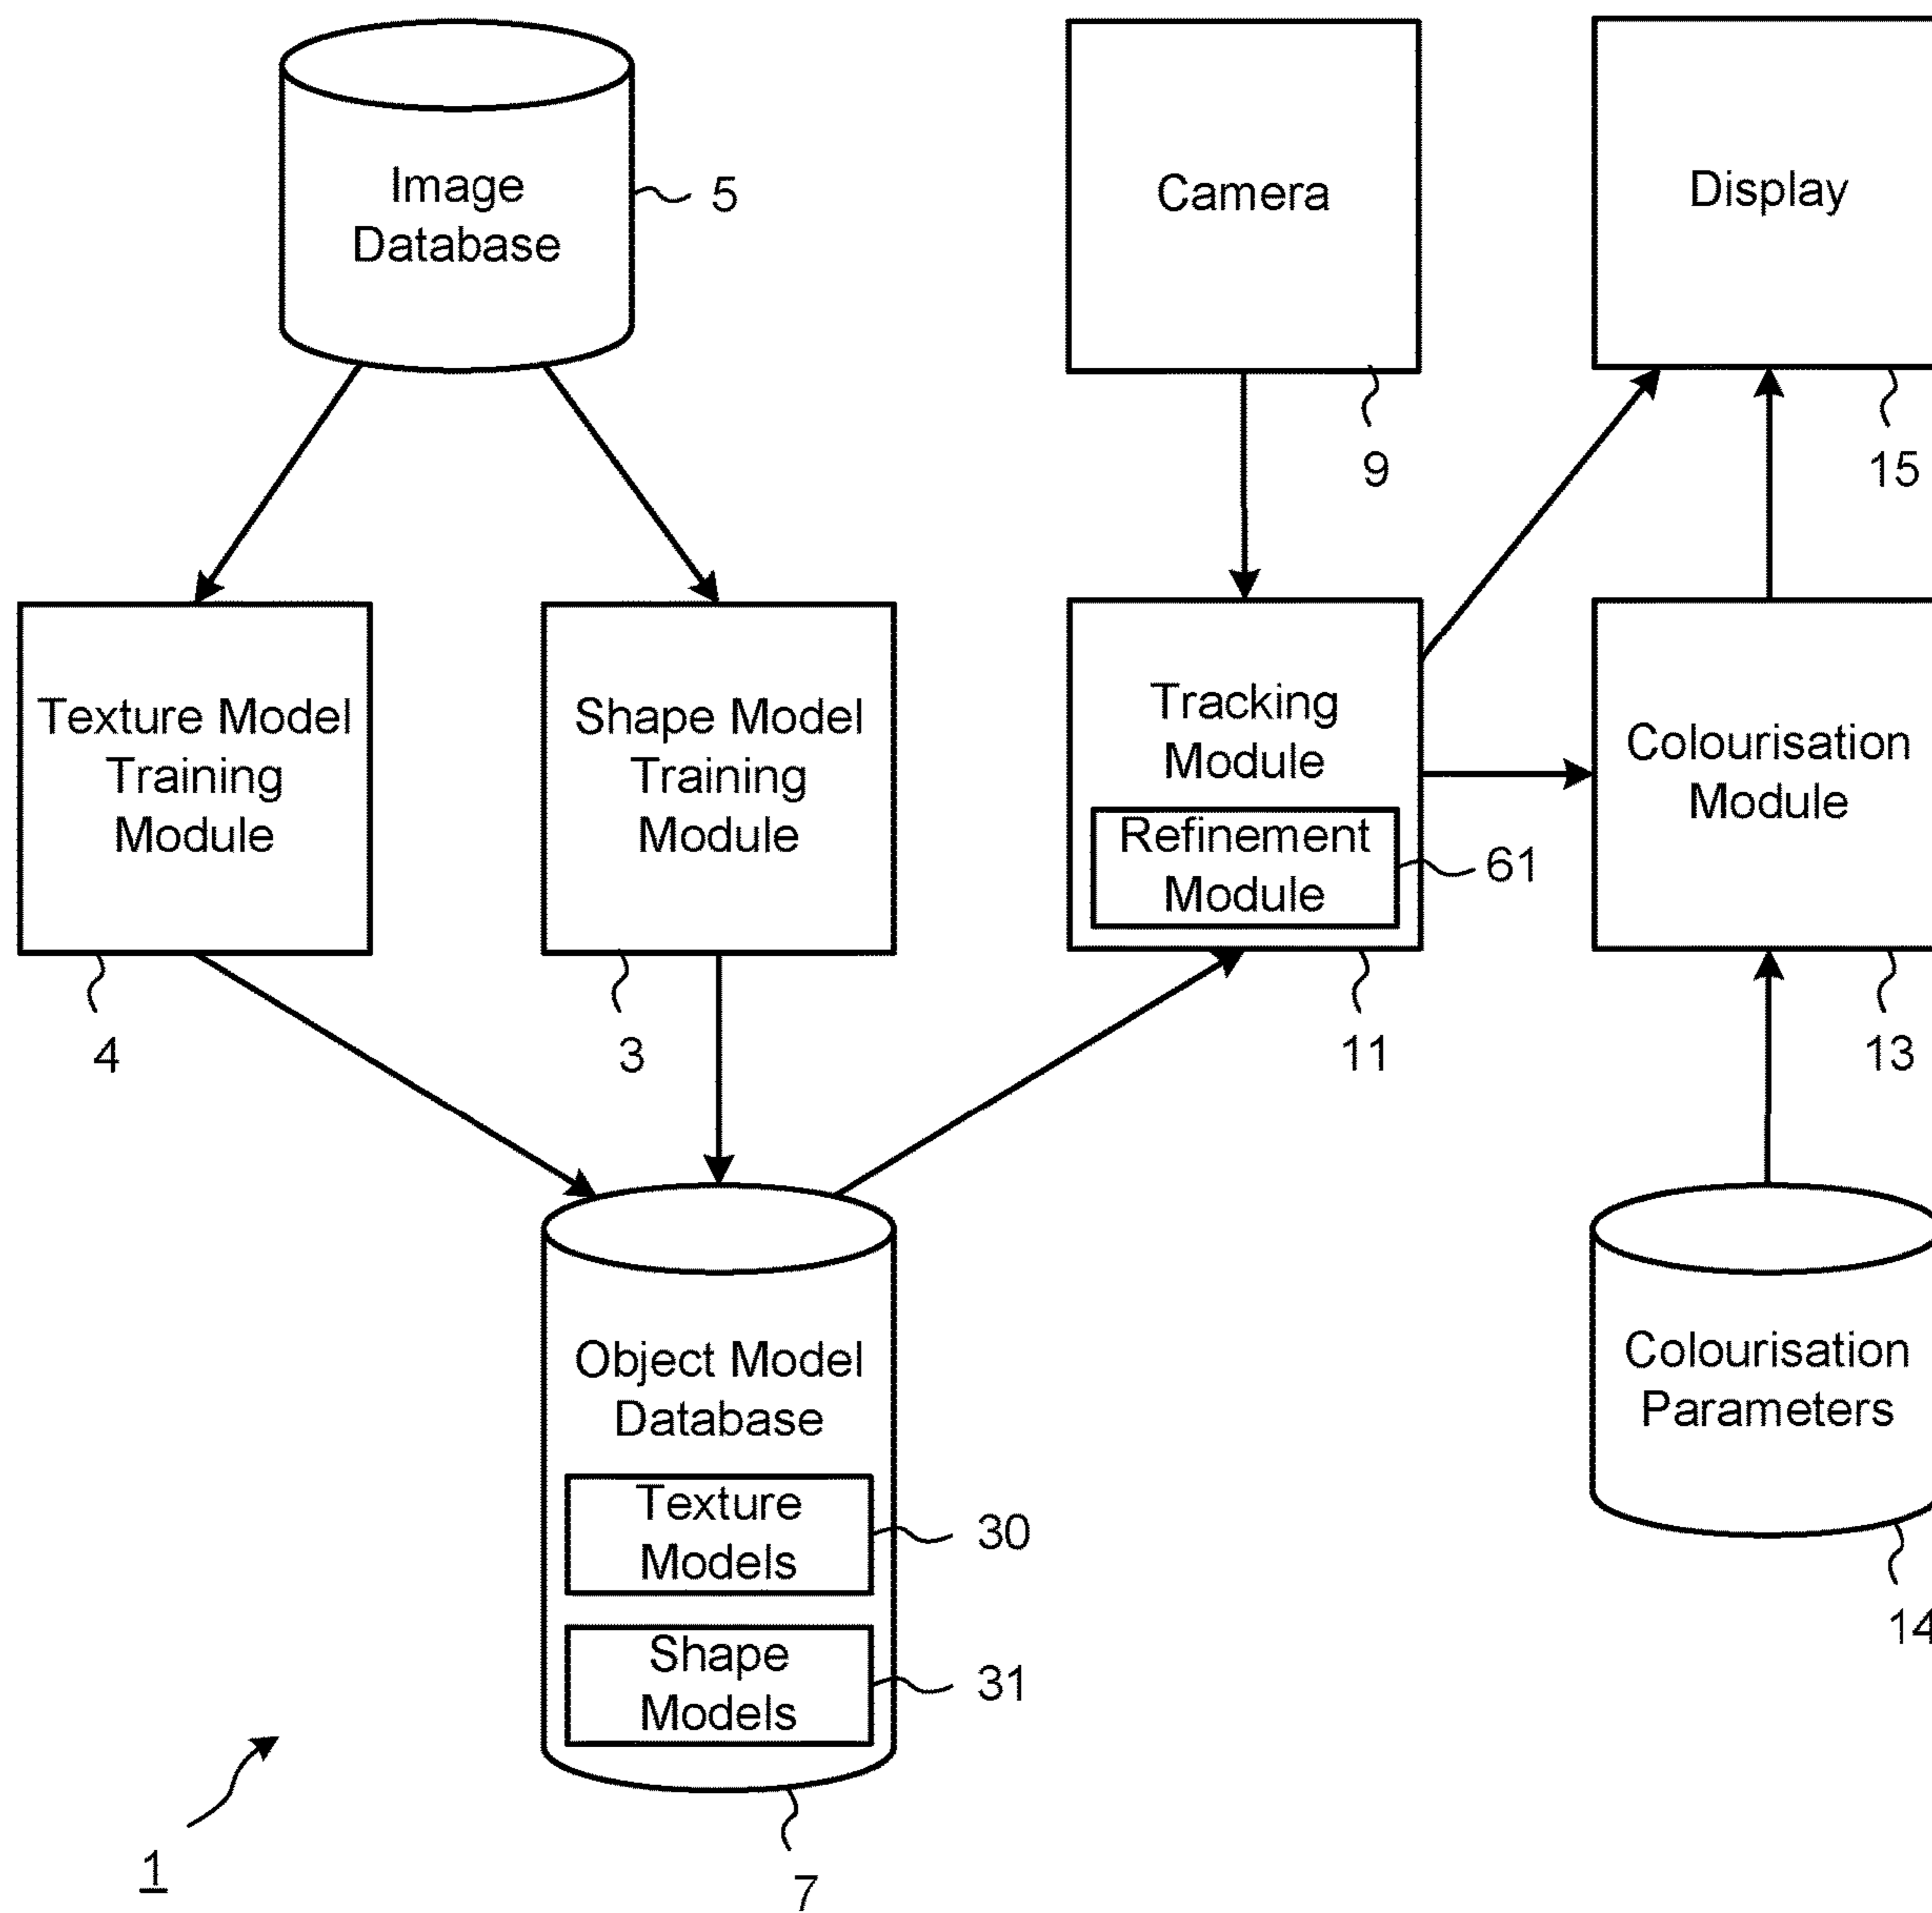 Image
Database
5
Camera
9
Display
15
Texture Model
Training
Module
4
Shape Model
Training
Module
3
Tracking
Module
Refinement
Module
61
11
Colourisation
Module
13
Object Model
Database
Texture
Models
30
Shape
Models
31
7
Colourisation
Parameters
14
1